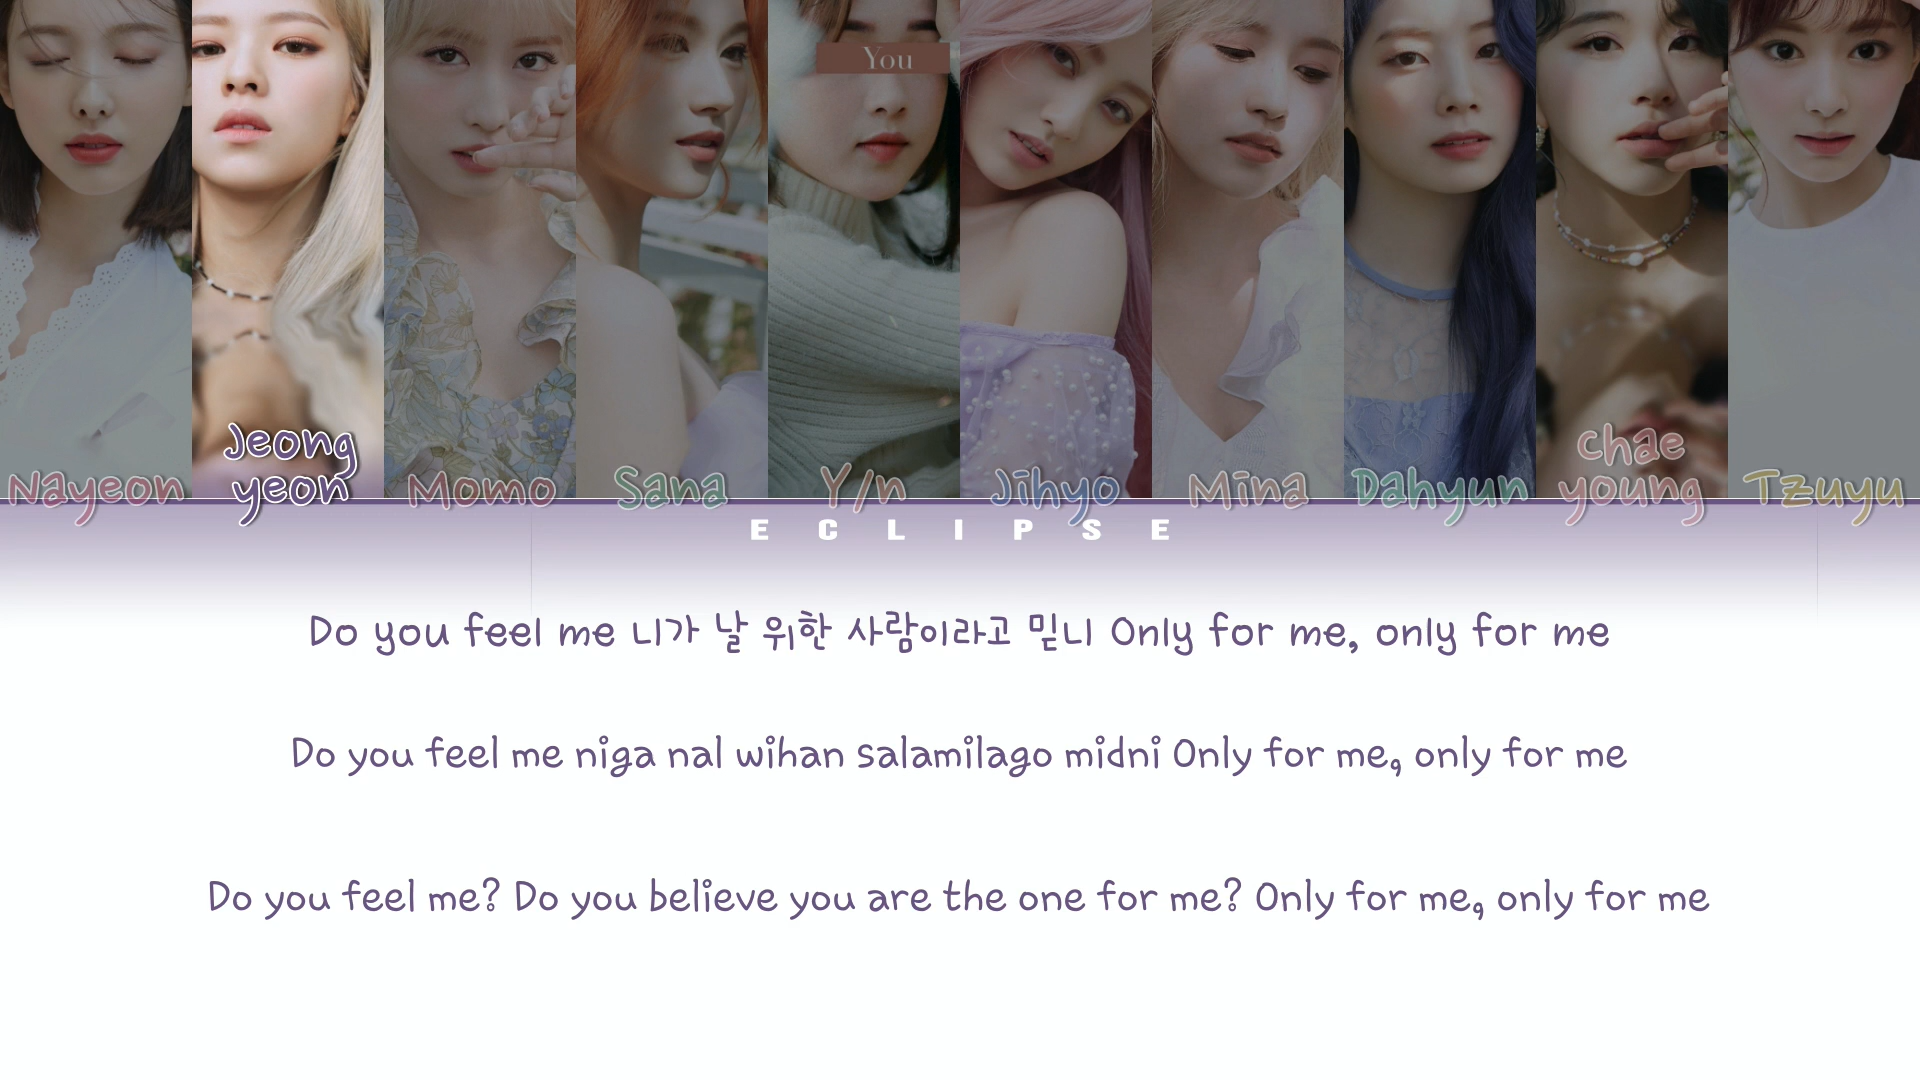 You
Nayeon
Jeong
yeon
Momo
Sana
Y/n
Jihyo
Mina
Dahyun
Chae
young
Tzuyu
ECLIPSE
Do you feel me 니가 날 위한 사람이라고 믿니 Only for me, only for me
Do you feel me niga nal wihan salamilago midni Only for me, only for me
Do you feel me? Do you believe you are the one for me? Only for me, only for me